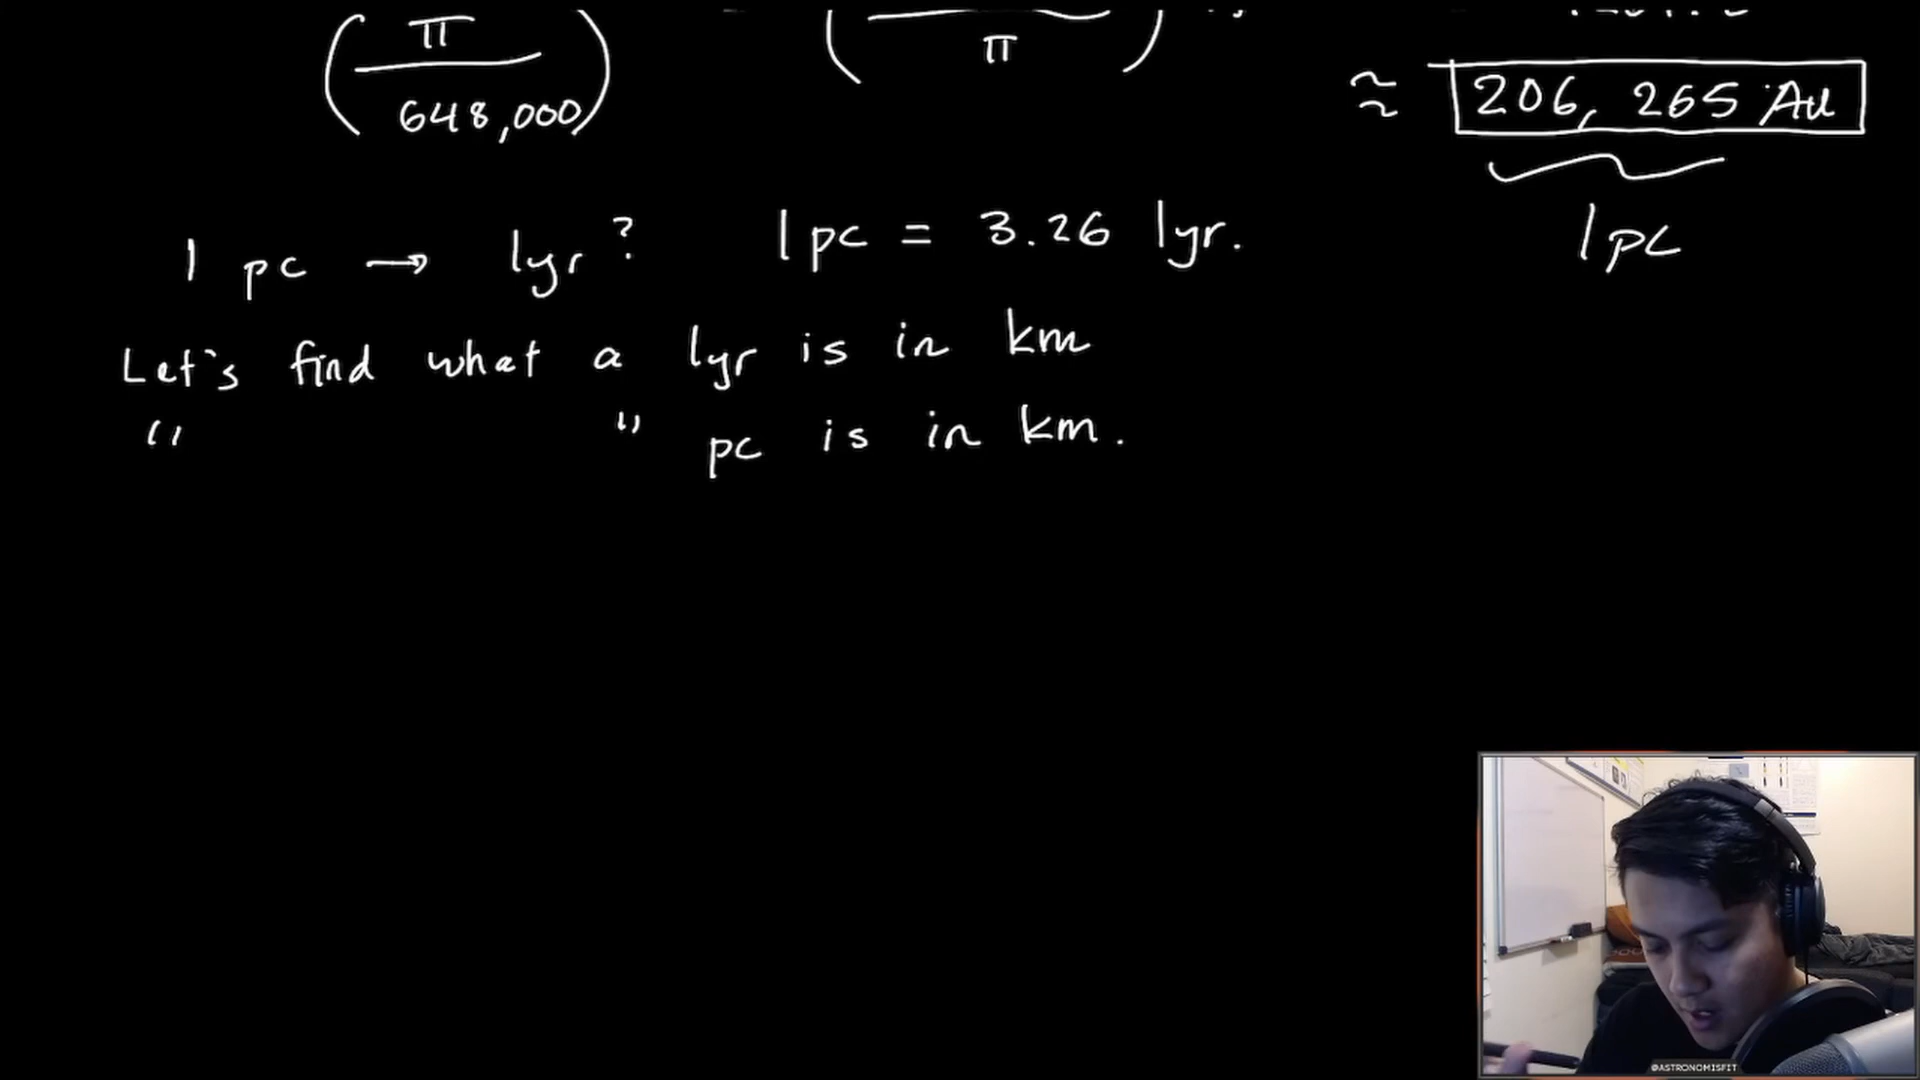 π
648,000
π
≈ 206,265 AU
1 pc
1 pc → lyr? 1 pc = 3.26 lyr.
Let's find what a lyr is in km
" " pc is in km.
@ASTRONOMISFIT